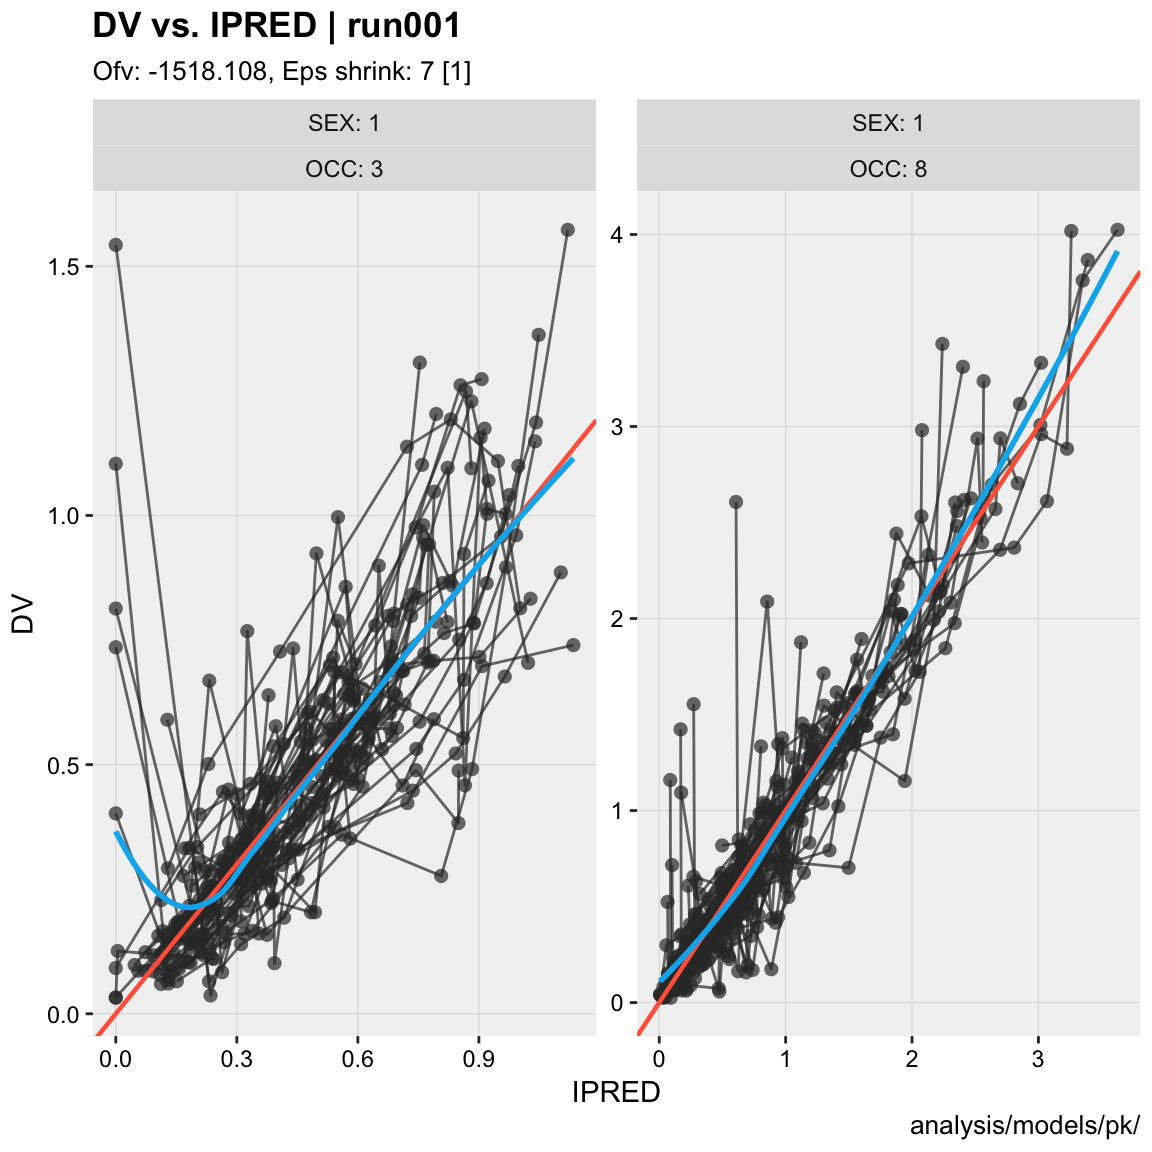 DV vs. IPRED | run001
Ofv: -1518.108, Eps shrink: 7 [1]
SEX: 1
SEX: 1
OCC: 3
OCC: 8
1.5
1.0
0.5
0.0
4
3
2
1
0
DV
0.0 0.3 0.6 0.9
0 1 2 3
IPRED
analysis/models/pk/